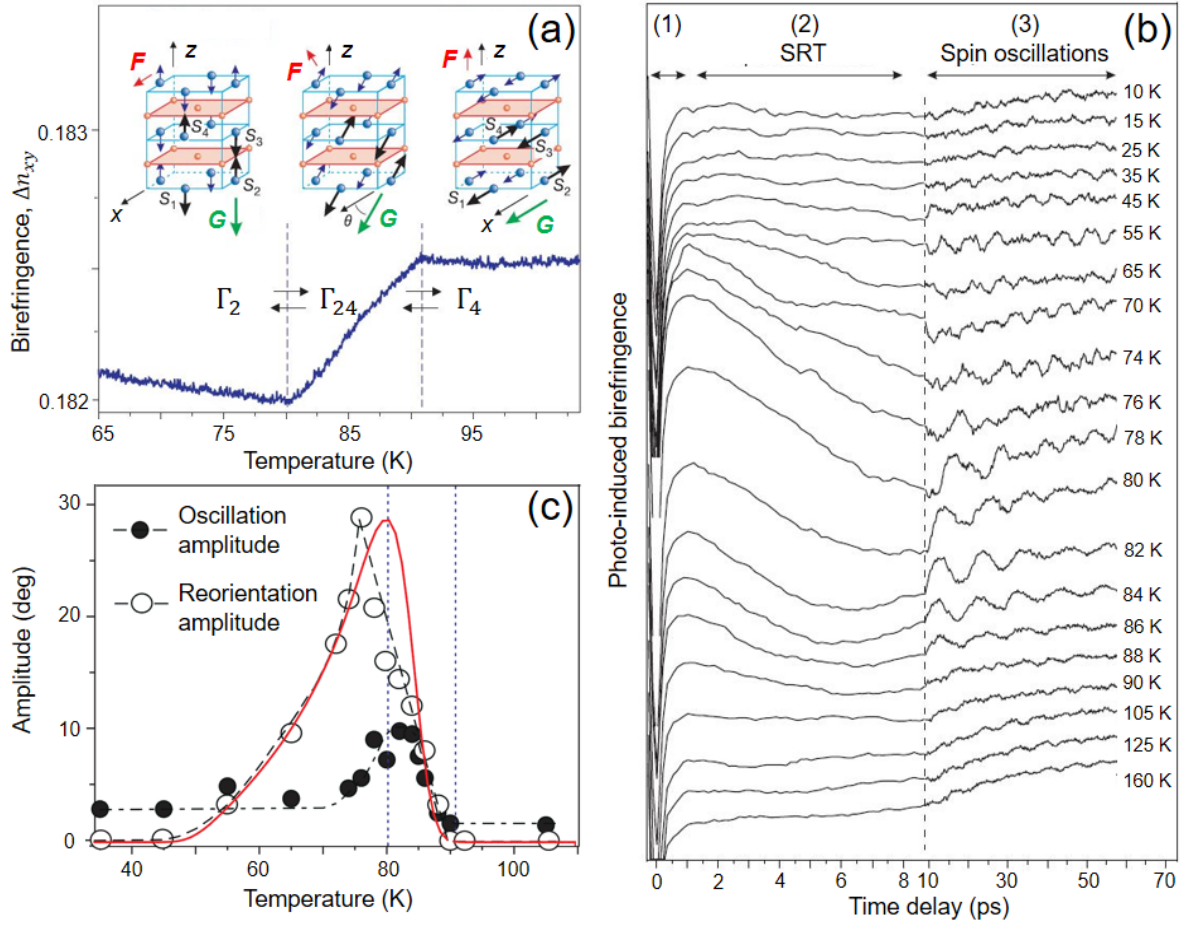 (a)
Birefringence, Δn_xy
0.183
0.182
F z
S4
S3
S1
S2
x
G
F z
θ
G
F z
S4
S3
S1
S2
x
G
Γ2
Γ24
Γ4
65 75 85 95
Temperature (K)
(b)
(1) (2) (3)
SRT Spin oscillations
Photo-induced birefringence
10 K
15 K
25 K
35 K
45 K
55 K
65 K
70 K
74 K
76 K
78 K
80 K
82 K
84 K
86 K
88 K
90 K
105 K
125 K
160 K
0 2 4 6 8 10 30 50 70
Time delay (ps)
(c)
Amplitude (deg)
30
20
10
0
Oscillation
amplitude
Reorientation
amplitude
40 60 80 100
Temperature (K)